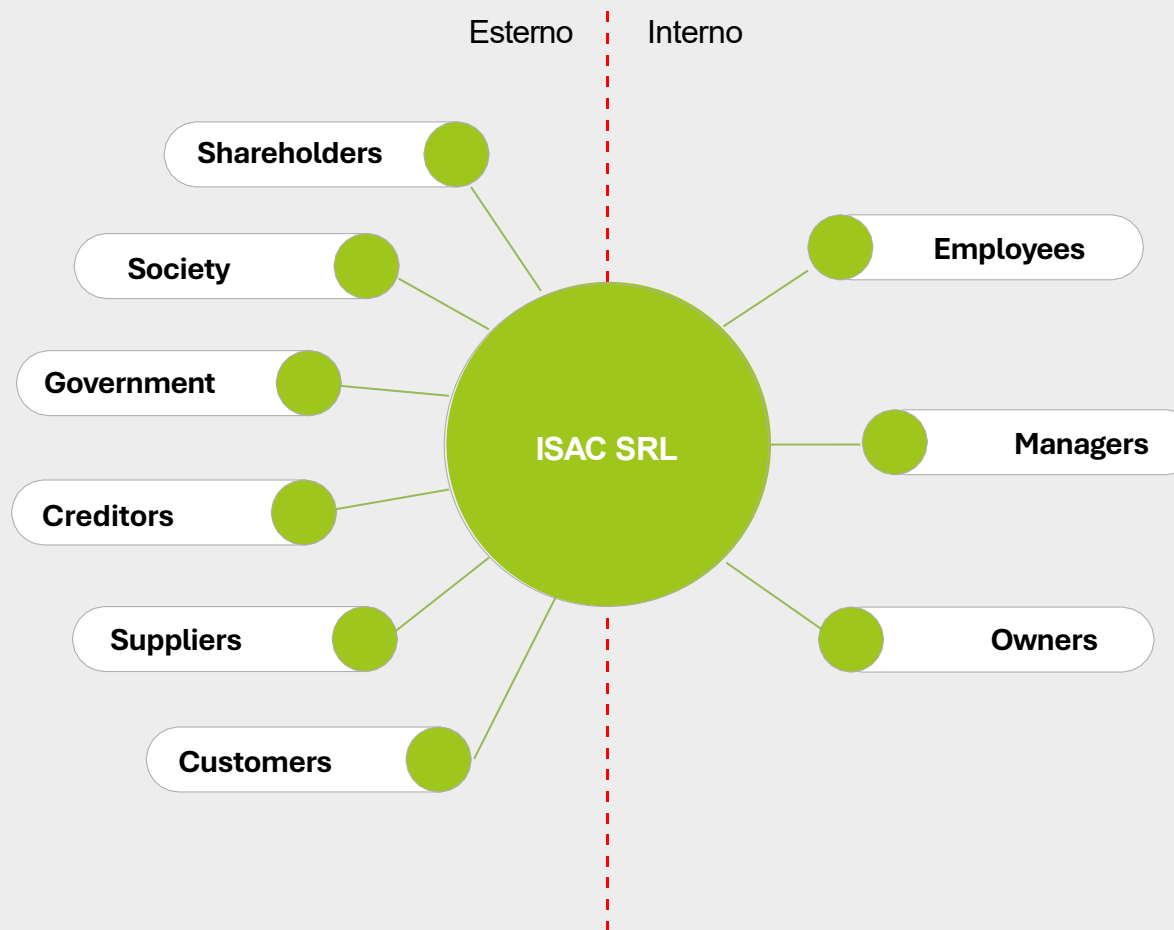 Esterno
Interno
Shareholders
Society
Government
Creditors
Suppliers
Customers
ISAC SRL
Employees
Managers
Owners